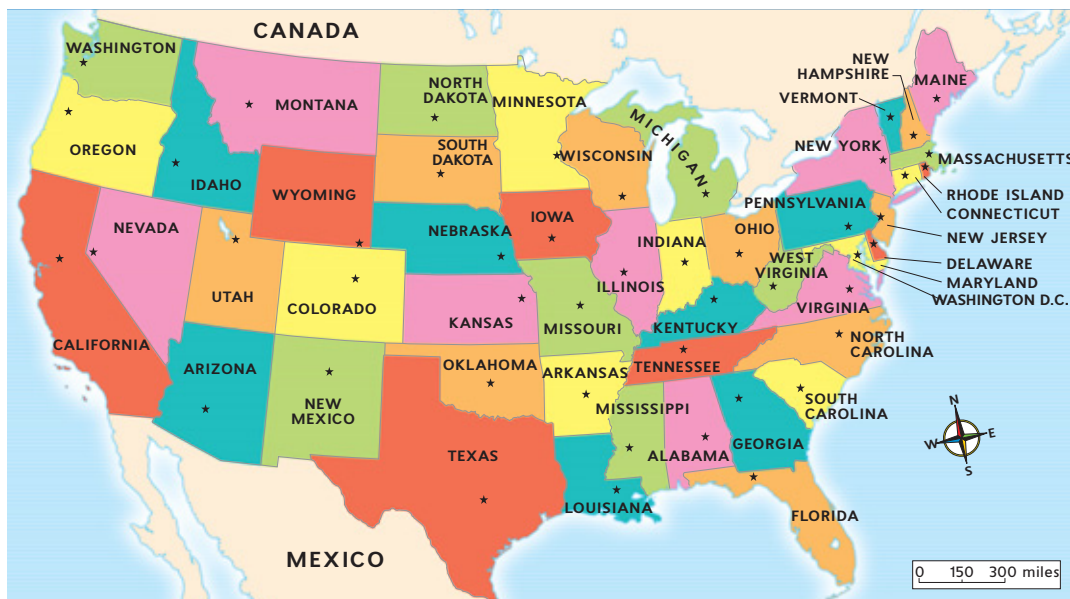 CANADA
WASHINGTON
MONTANA
NORTH
DAKOTA
MINNESOTA
MICHIGAN
NEW
HAMPSHIRE
MAINE
VERMONT
OREGON
IDAHO
WYOMING
SOUTH
DAKOTA
WISCONSIN
NEW YORK
MASSACHUSETTS
RHODE ISLAND
CONNECTICUT
NEW JERSEY
DELAWARE
MARYLAND
WASHINGTON D.C.
NEVADA
UTAH
COLORADO
NEBRASKA
IOWA
ILLINOIS
INDIANA
OHIO
PENNSYLVANIA
WEST
VIRGINIA
VIRGINIA
CALIFORNIA
ARIZONA
NEW
MEXICO
KANSAS
OKLAHOMA
MISSOURI
KENTUCKY
TENNESSEE
NORTH
CAROLINA
ARKANSAS
MISSISSIPPI
ALABAMA
GEORGIA
SOUTH
CAROLINA
TEXAS
LOUISIANA
FLORIDA
MEXICO
N
W
E
S
0 150 300 miles